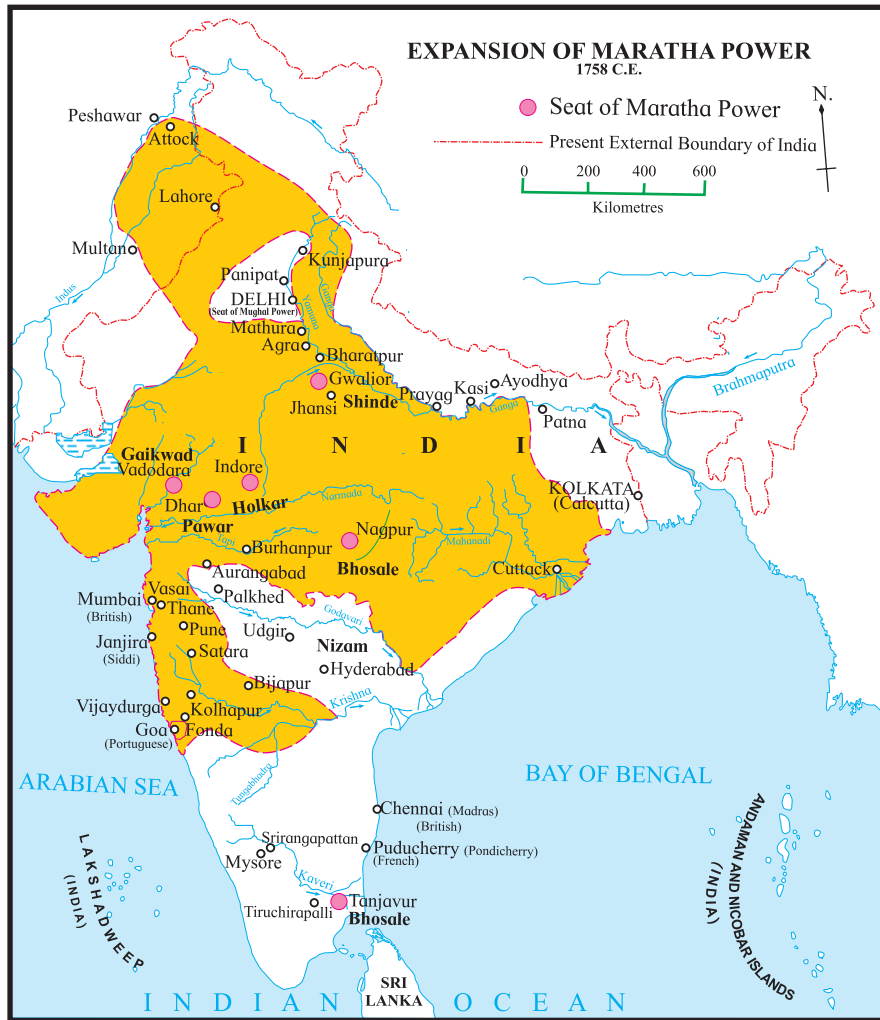 EXPANSION OF MARATHA POWER
1758 C.E.
Seat of Maratha Power
Present External Boundary of India
0 200 400 600
Kilometres
N.
Peshawar
Attock
Lahore
Multan
Indus
Kunjapura
Panipat
DELHI
(Seat of Mughal Power)
Yamuna
Ganga
Mathura
Agra
Bharatpur
Gwalior
Jhansi
Shinde
Prayag
Kasi
Ayodhya
Ganga
Patna
Brahmaputra
INDIA
Gaikwad
Vadodara
Indore
Dhar
Holkar
Pawar
Narmada
Tapi
Burhanpur
Nagpur
Bhosale
Mahanadi
Cuttack
KOLKATA
(Calcutta)
Aurangabad
Palkhed
Vasai
Mumbai
(British)
Thane
Pune
Janjira
(Siddi)
Satara
Udgir
Godavari
Nizam
Hyderabad
Bijapur
Krishna
Vijaydurga
Kolhapur
Goa
(Portuguese)
Fonda
Tungabhadra
ARABIAN SEA
BAY OF BENGAL
Chennai (Madras)
(British)
Srirangapattan
Mysore
Puducherry (Pondicherry)
(French)
Kaveri
Tiruchirapalli
Tanjavur
Bhosale
LAKSHADWEEP
(INDIA)
ANDAMAN AND NICOBAR ISLANDS
(INDIA)
SRI
LANKA
INDIAN OCEAN